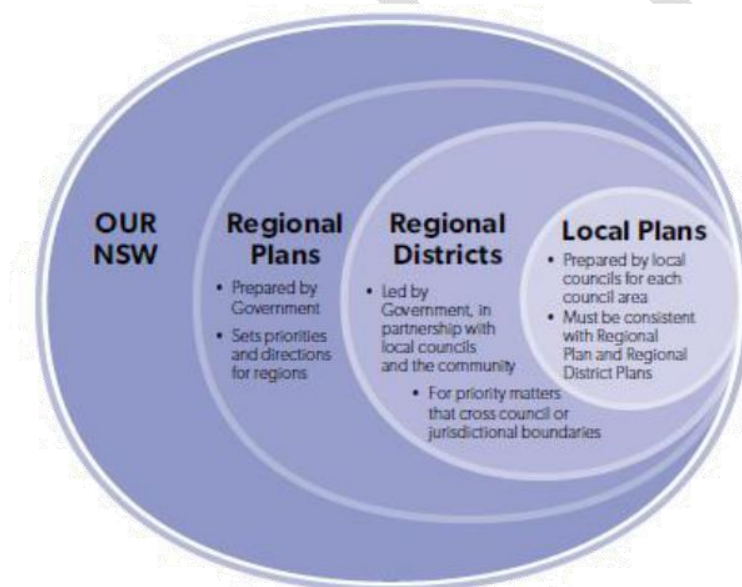 OUR
NSW
Regional
Plans
• Prepared by
Government
• Sets priorities
and directions
for regions
Regional
Districts
• Led by
Government, in
partnership with
local councils
and the community
• For priority matters
that cross council or
jurisdictional boundaries
Local Plans
• Prepared by local
councils for each
council area
• Must be consistent
with Regional
Plan and Regional
District Plans